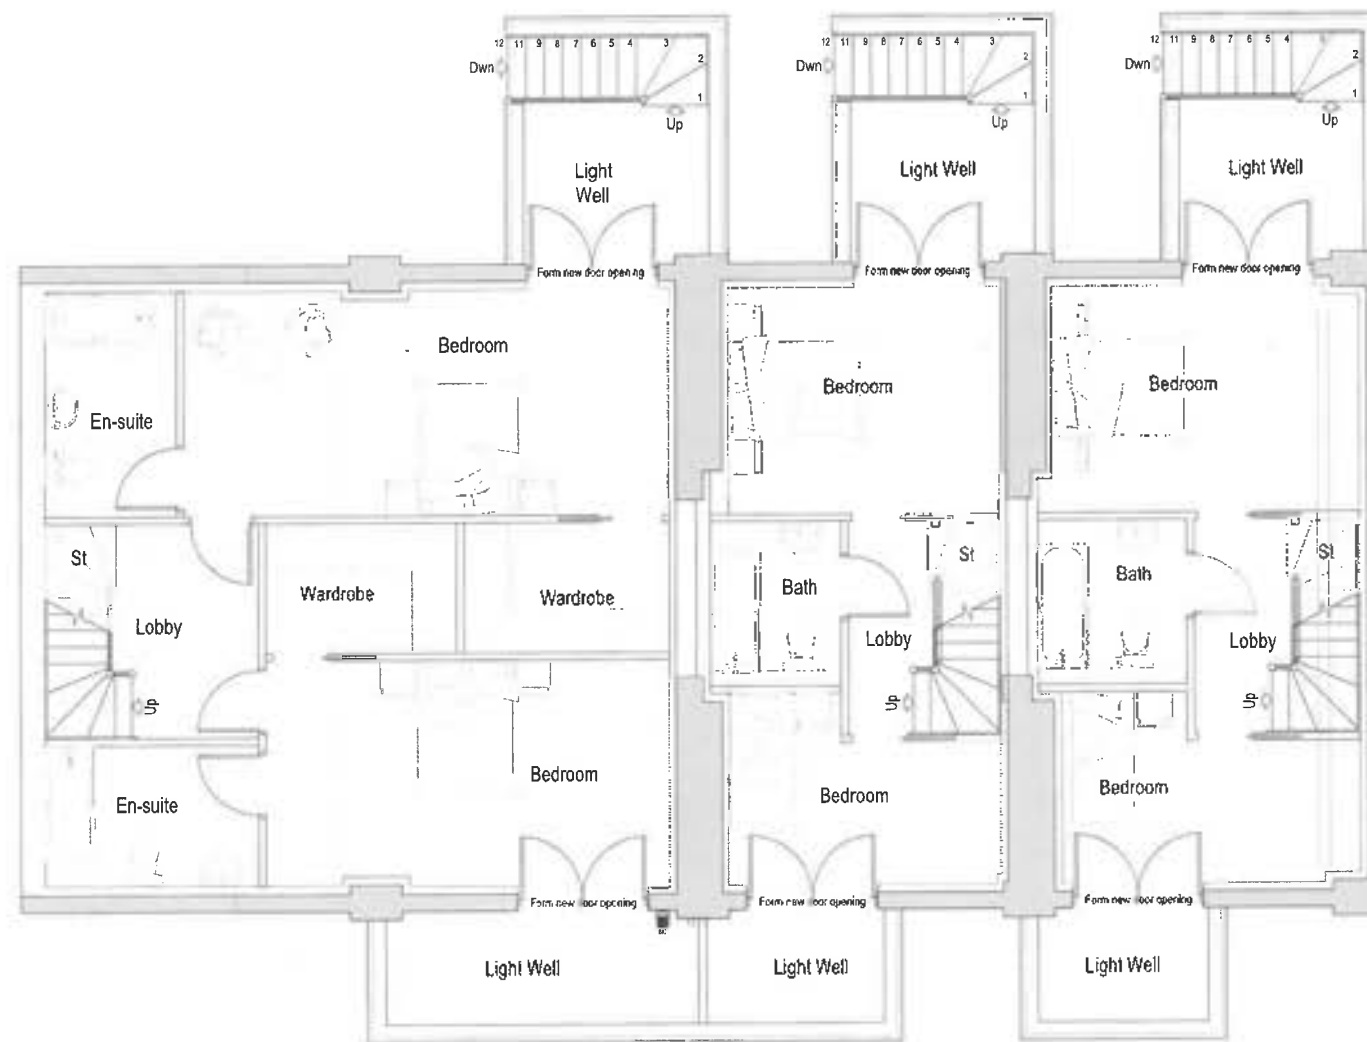 12 11 9 8 7 6 5 4 3
2
1
Dwn
Up
Light
Well
Form new door opening
12 11 9 8 7 6 5 4 3
2
1
Dwn
Up
Light Well
Form new door opening
12 11 9 8 7 6 5 4
2
1
Dwn
Up
Light Well
Form new door opening
Bedroom
Bedroom
Bedroom
En-suite
St
Lobby
Wardrobe
Wardrobe
Up
Bath
St
Lobby
Up
Bath
St
Lobby
Up
En-suite
Bedroom
Bedroom
Bedroom
Form new door opening
Form new door opening
Form new door opening
Light Well
Light Well
Light Well